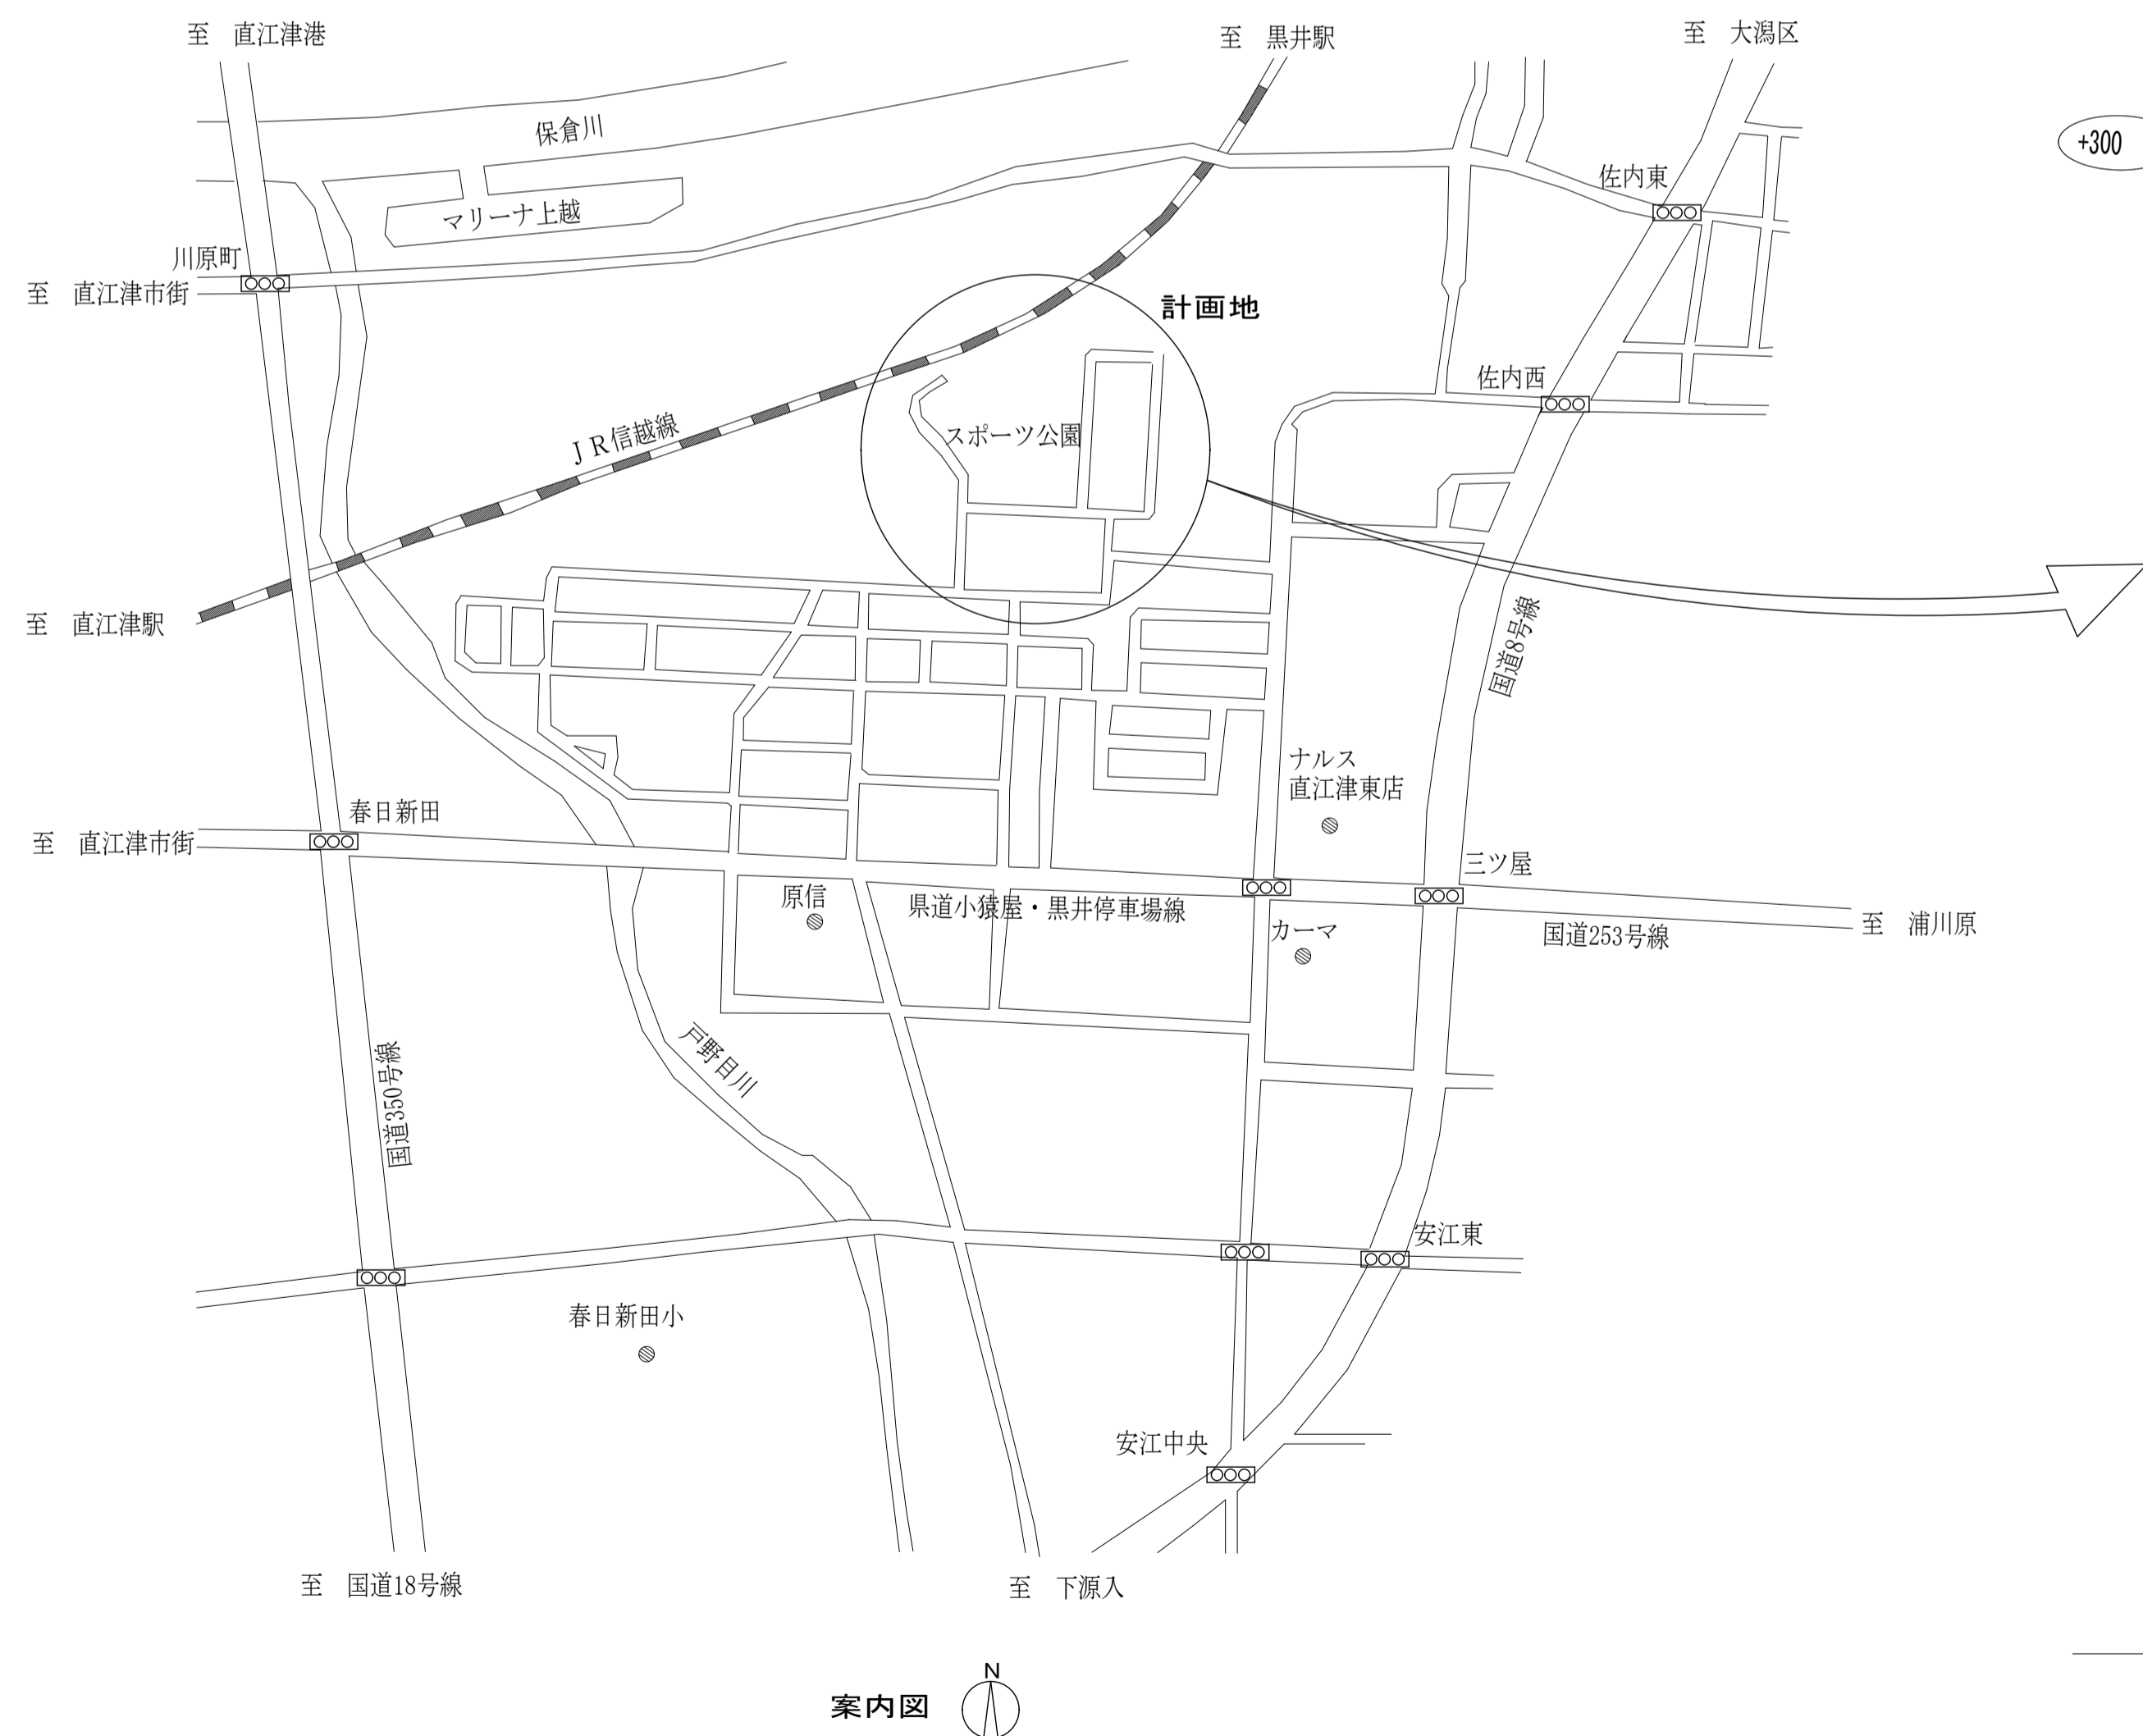 至　直江津港
至　黒井駅
至　大潟区
保倉川
+300
佐内東
マリーナ上越
川原町
至　直江津市街
計画地
佐内西
ＪＲ信越線
スポーツ公園
至　直江津駅
国道8号線
ナルス
直江津東店
春日新田
至　直江津市街
三ツ屋
原信
県道小猿屋・黒井停車場線
カーマ
国道253号線
至　浦川原
戸野目川
国道350号線
安江東
春日新田小
安江中央
至　国道18号線
至　下源入
N
案内図